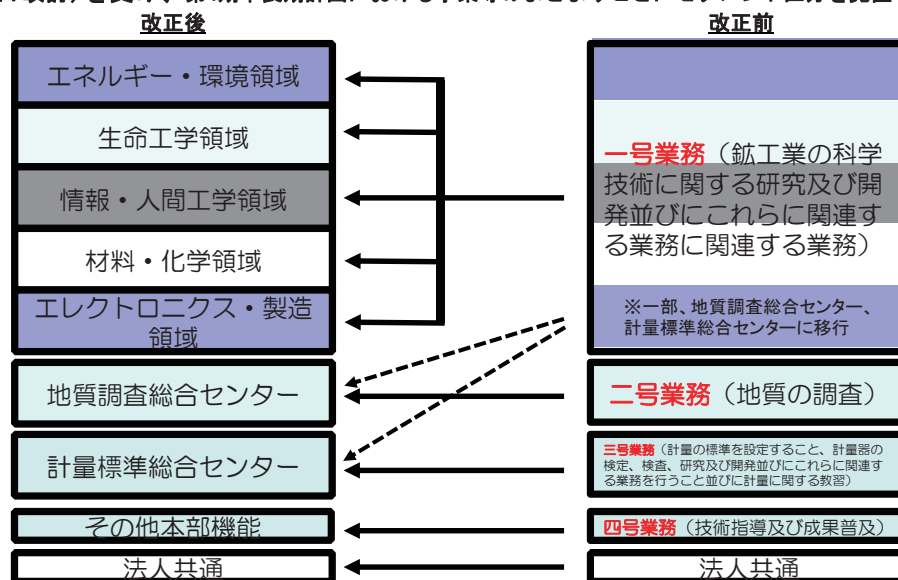 改正後
エネルギー・環境領域
生命工学領域
情報・人間工学領域
材料・化学領域
エレクトロニクス・製造
領域
地質調査総合センター
計量標準総合センター
その他本部機能
法人共通
改正前
一号業務（鉱工業の科学
技術に関する研究及び開
発並びにこれらに関連す
る業務に関連する業務）
※一部、地質調査総合センター、
計量標準総合センターに移行
二号業務（地質の調査）
三号業務（計量の標準を設定すること、計量器の
検定、検査、研究及び開発並びにこれらに関連す
る業務を行うこと並びに計量に関する教習）
四号業務（技術指導及び成果普及）
法人共通